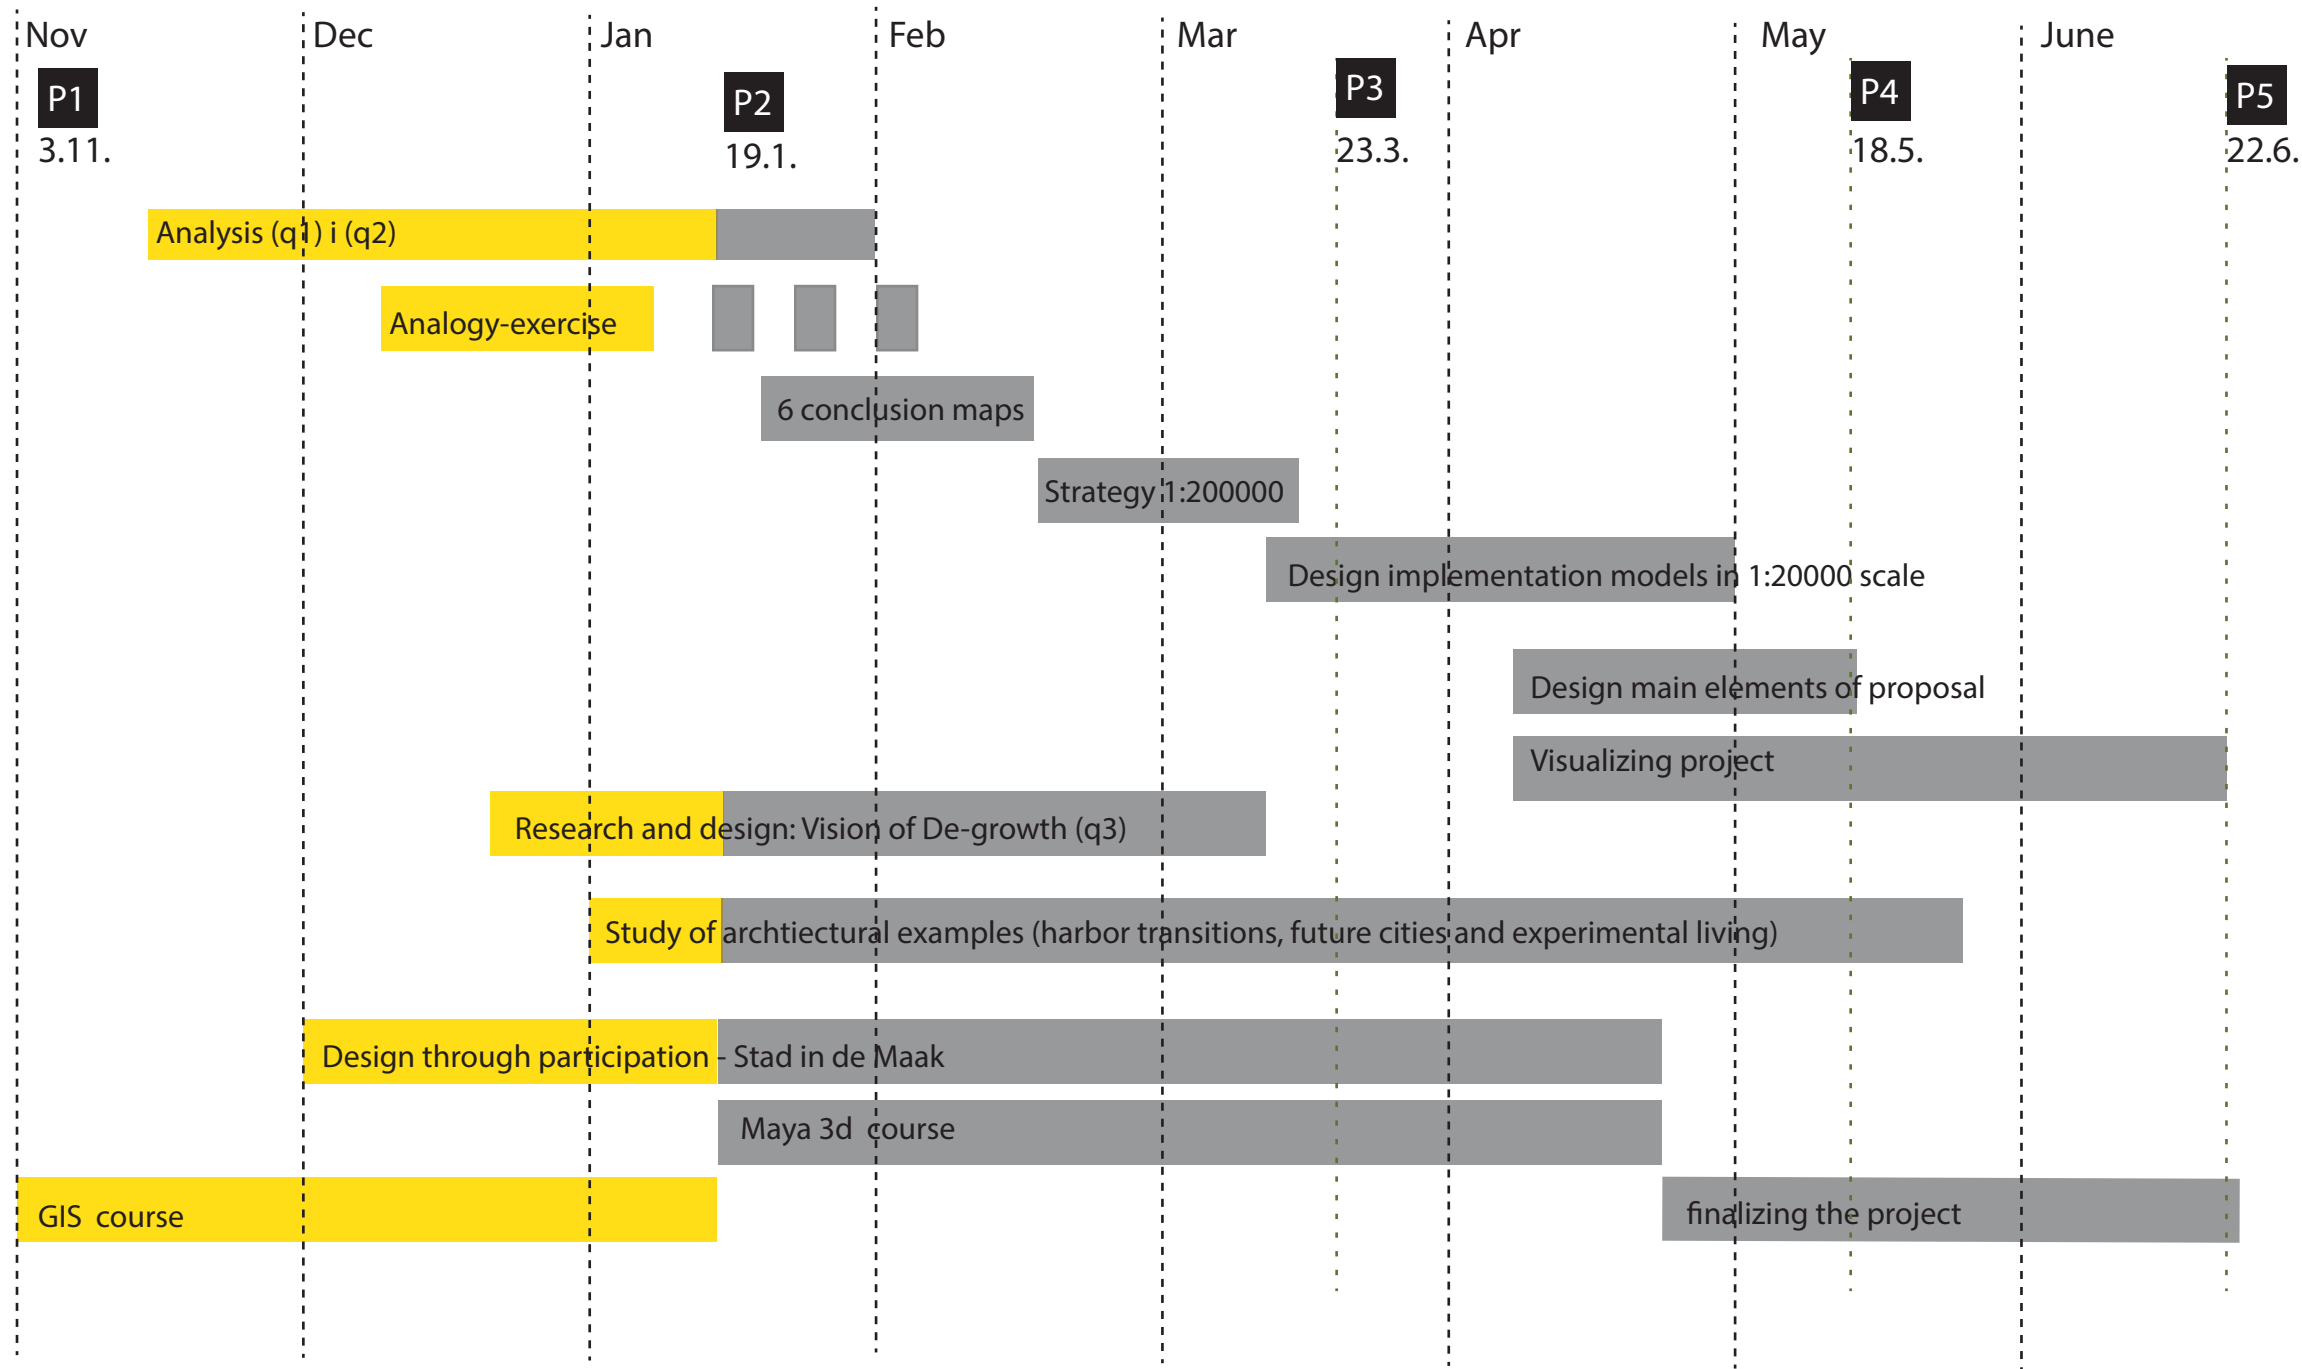 Nov Dec Jan Feb Mar Apr May June
P1 P2 P3 P4 P5
3.11. 19.1. 23.3. 18.5. 22.6.
Analysis (q1) i (q2)
Analogy-exercise
6 conclusion maps
Strategy 1:200000
Design implementation models in 1:20000 scale
Design main elements of proposal
Visualizing project
Research and design: Vision of De-growth (q3)
Study of archtiectural examples (harbor transitions, future cities and experimental living)
Design through participation - Stad in de Maak
Maya 3d course
GIS course
finalizing the project